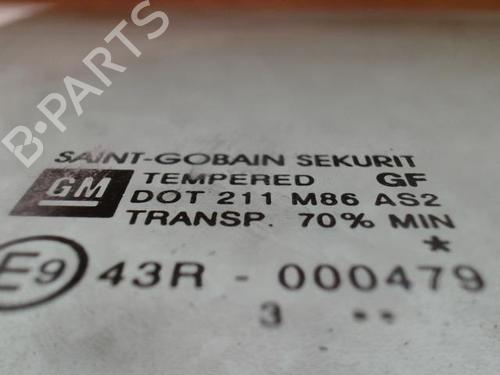 B-PARTS
SAINT-GOBAIN SEKURIT
GM TEMPERED GF
DOT 211 M86 AS2
TRANSP. 70% MIN
*
E9 43R - 000479
3 **